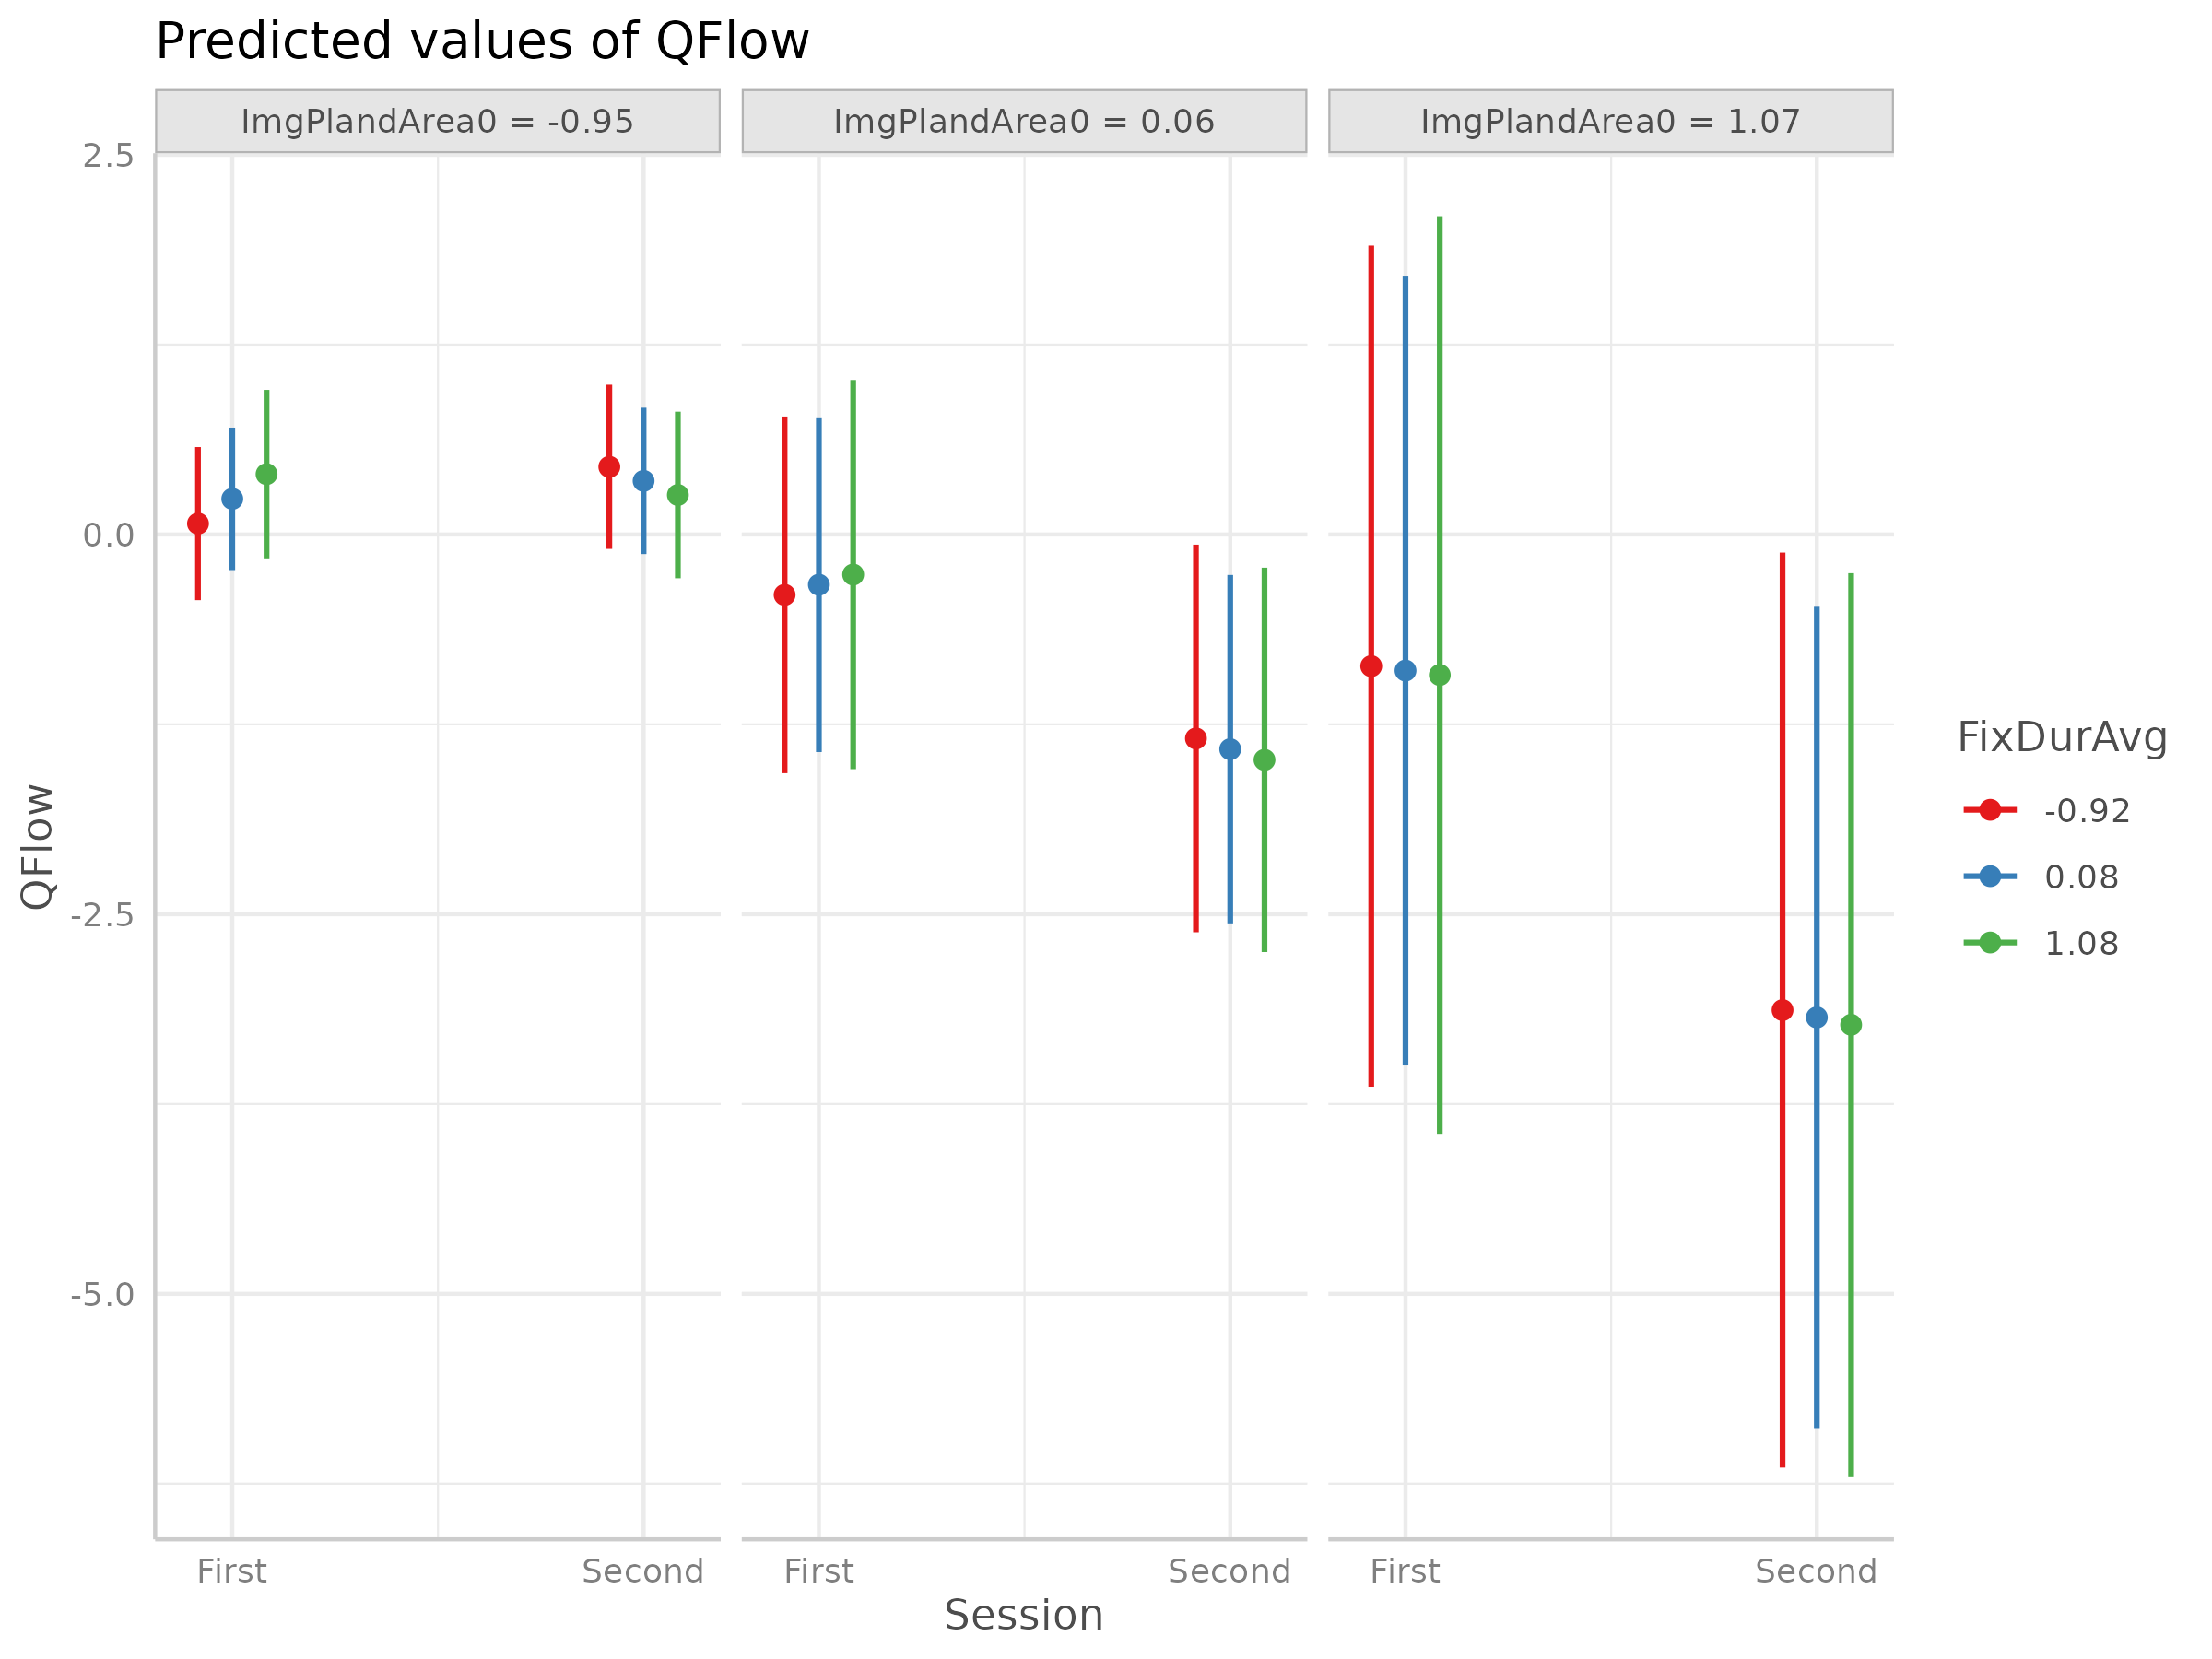 Predicted values of QFlow
ImgPlandArea0 = -0.95
ImgPlandArea0 = 0.06
ImgPlandArea0 = 1.07
2.5
0.0
-2.5
-5.0
QFlow
First
Second
First
Second
First
Second
Session
FixDurAvg
-0.92
0.08
1.08